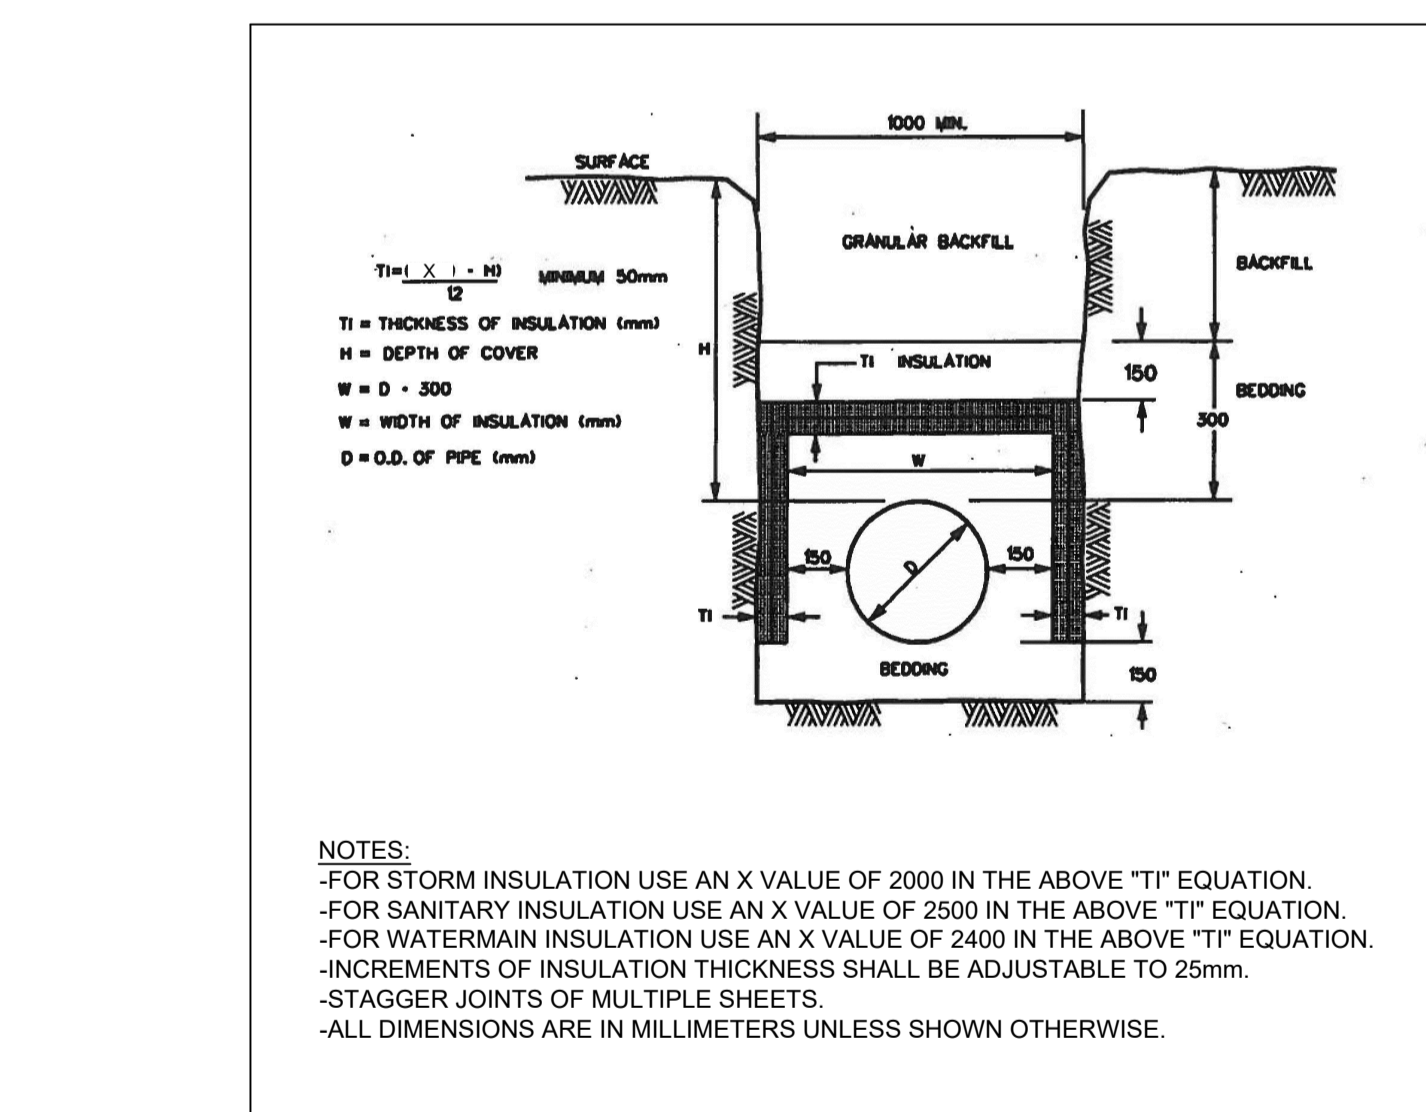 1000 MIN.
SURFACE
GRANULAR BACKFILL
BACKFILL
TI=( X ) - H)
12
MINIMUM 50mm
TI = THICKNESS OF INSULATION (mm)
H = DEPTH OF COVER
W = D + 300
W = WIDTH OF INSULATION (mm)
D = O.D. OF PIPE (mm)
H
TI INSULATION
150
BEDDING
300
W
150
D
150
TI
TI
BEDDING
150
NOTES:
-FOR STORM INSULATION USE AN X VALUE OF 2000 IN THE ABOVE "TI" EQUATION.
-FOR SANITARY INSULATION USE AN X VALUE OF 2500 IN THE ABOVE "TI" EQUATION.
-FOR WATERMAIN INSULATION USE AN X VALUE OF 2400 IN THE ABOVE "TI" EQUATION.
-INCREMENTS OF INSULATION THICKNESS SHALL BE ADJUSTABLE TO 25mm.
-STAGGER JOINTS OF MULTIPLE SHEETS.
-ALL DIMENSIONS ARE IN MILLIMETERS UNLESS SHOWN OTHERWISE.